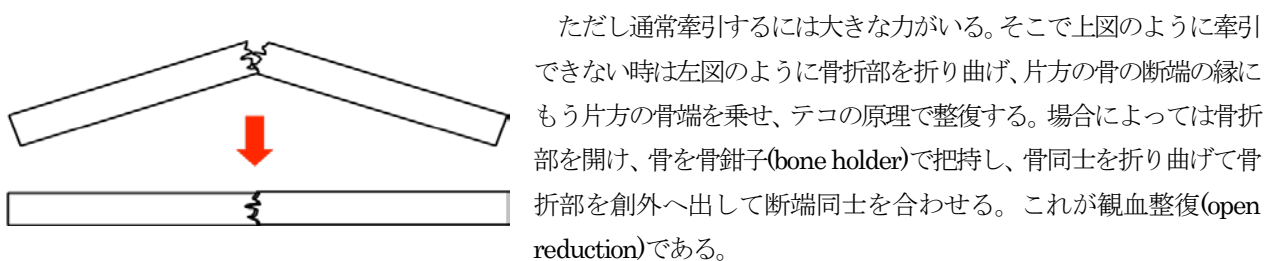 ただし通常牽引するには大きな力がいる。そこで上図のように牽引
できない時は左図のように骨折部を折り曲げ、片方の骨の断端の縁に
もう片方の骨端を乗せ、テコの原理で整復する。場合によっては骨折
部を開け、骨を骨鉗子(bone holder)で把持し、骨同士を折り曲げて骨
折部を創外へ出して断端同士を合わせる。これが観血整復(open
reduction)である。